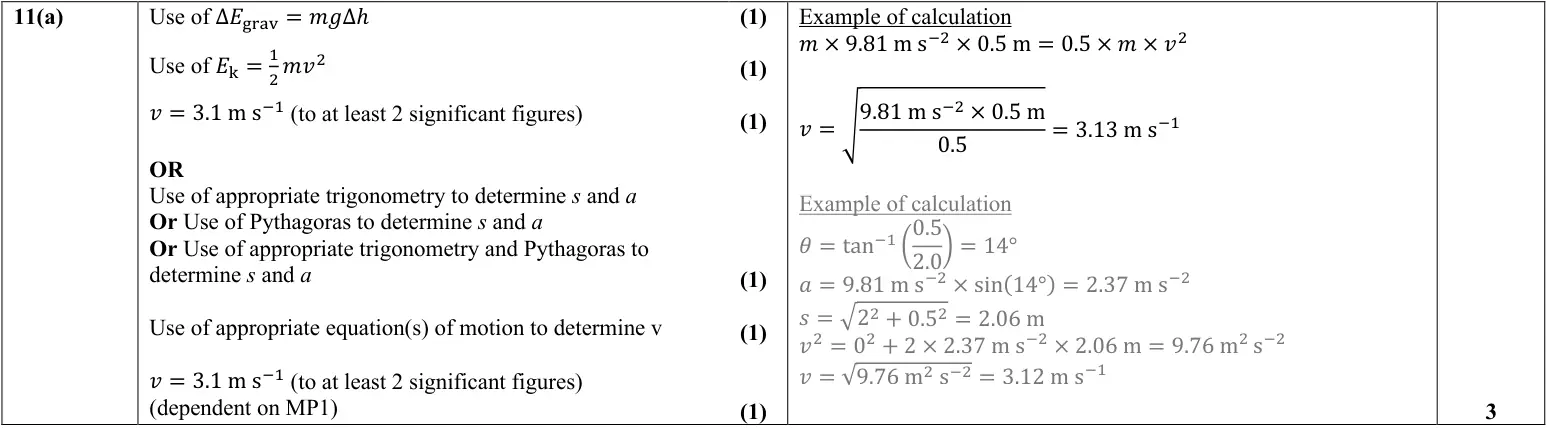 11(a)
Use of ΔE_grav = mgΔh (1)
Use of E_k = 1/2 mv² (1)
v = 3.1 m s⁻¹ (to at least 2 significant figures) (1)
OR
Use of appropriate trigonometry to determine s and a
Or Use of Pythagoras to determine s and a
Or Use of appropriate trigonometry and Pythagoras to
determine s and a (1)
Use of appropriate equation(s) of motion to determine v (1)
v = 3.1 m s⁻¹ (to at least 2 significant figures)
(dependent on MP1) (1)
Example of calculation
m × 9.81 m s⁻² × 0.5 m = 0.5 × m × v²
v = √(9.81 m s⁻² × 0.5 m / 0.5) = 3.13 m s⁻¹
Example of calculation
θ = tan⁻¹(0.5/2.0) = 14°
a = 9.81 m s⁻² × sin(14°) = 2.37 m s⁻²
s = √(2² + 0.5²) = 2.06 m
v² = 0² + 2 × 2.37 m s⁻² × 2.06 m = 9.76 m² s⁻²
v = √(9.76 m² s⁻²) = 3.12 m s⁻¹
3